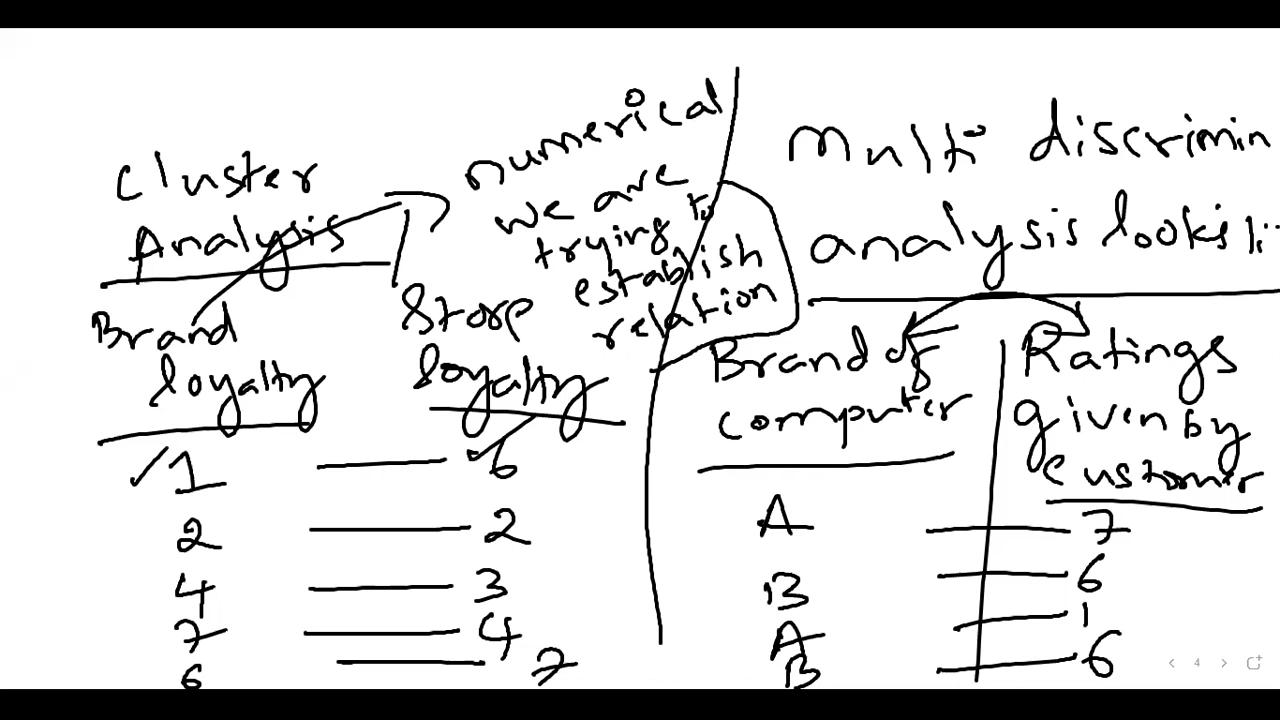 Cluster
Analysis
numerical
we are
trying to
establish
relation
Brand
loyalty
Store
loyalty
1 6
2 2
4 3
7 4
6 7
Multi discrimin
analysis looks li
Brand of
computer
Ratings
given by
customer
A 7
B 6
A 1
B 6
4